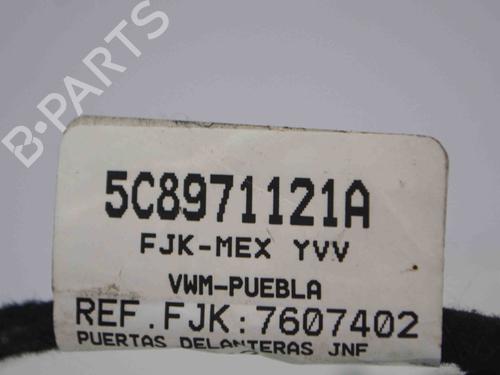 B-PARTS
5C8971121A
FJK-MEX YVV
VWM-PUEBLA
REF.FJK:7607402
PUERTAS DELANTERAS JNF